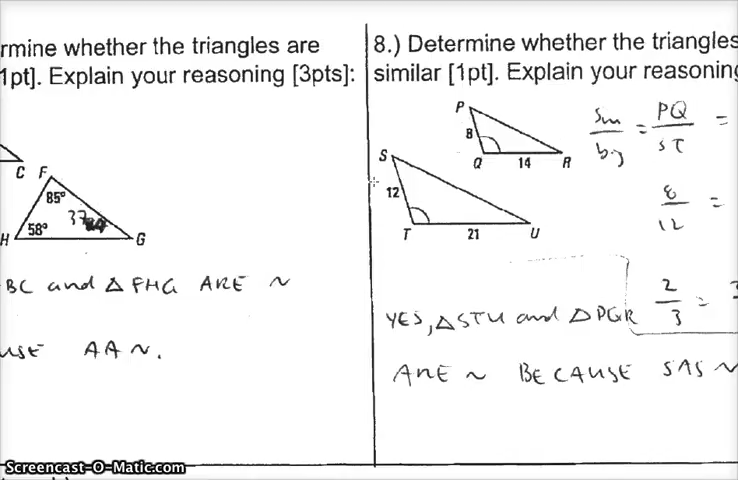 rmine whether the triangles are
1pt]. Explain your reasoning [3pts]:
C F
85°
37
H 58° G
BC and △ FHG ARE ~
USE AA ~.
8.) Determine whether the triangles
similar [1pt]. Explain your reasoning
P
8
Q 14 R
S
12
T 21 U
sm/big = PQ/ST =
8/12 =
2/3 =
YES, △STU and △PQR
ARE ~ BECAUSE SAS ~
Screencast-O-Matic.com